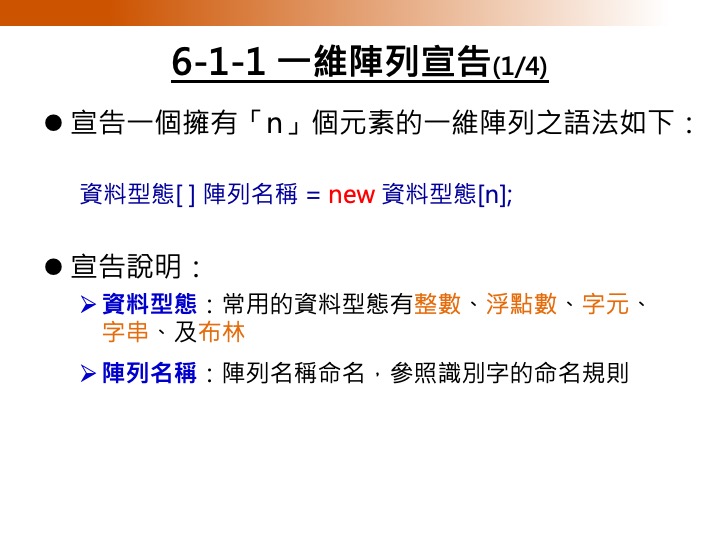 6-1-1 一維陣列宣告(1/4)
● 宣告一個擁有「n」個元素的一維陣列之語法如下：
資料型態[ ] 陣列名稱 = new 資料型態[n];
● 宣告說明：
➢ 資料型態：常用的資料型態有整數、浮點數、字元、
字串、及布林
➢ 陣列名稱：陣列名稱命名，參照識別字的命名規則